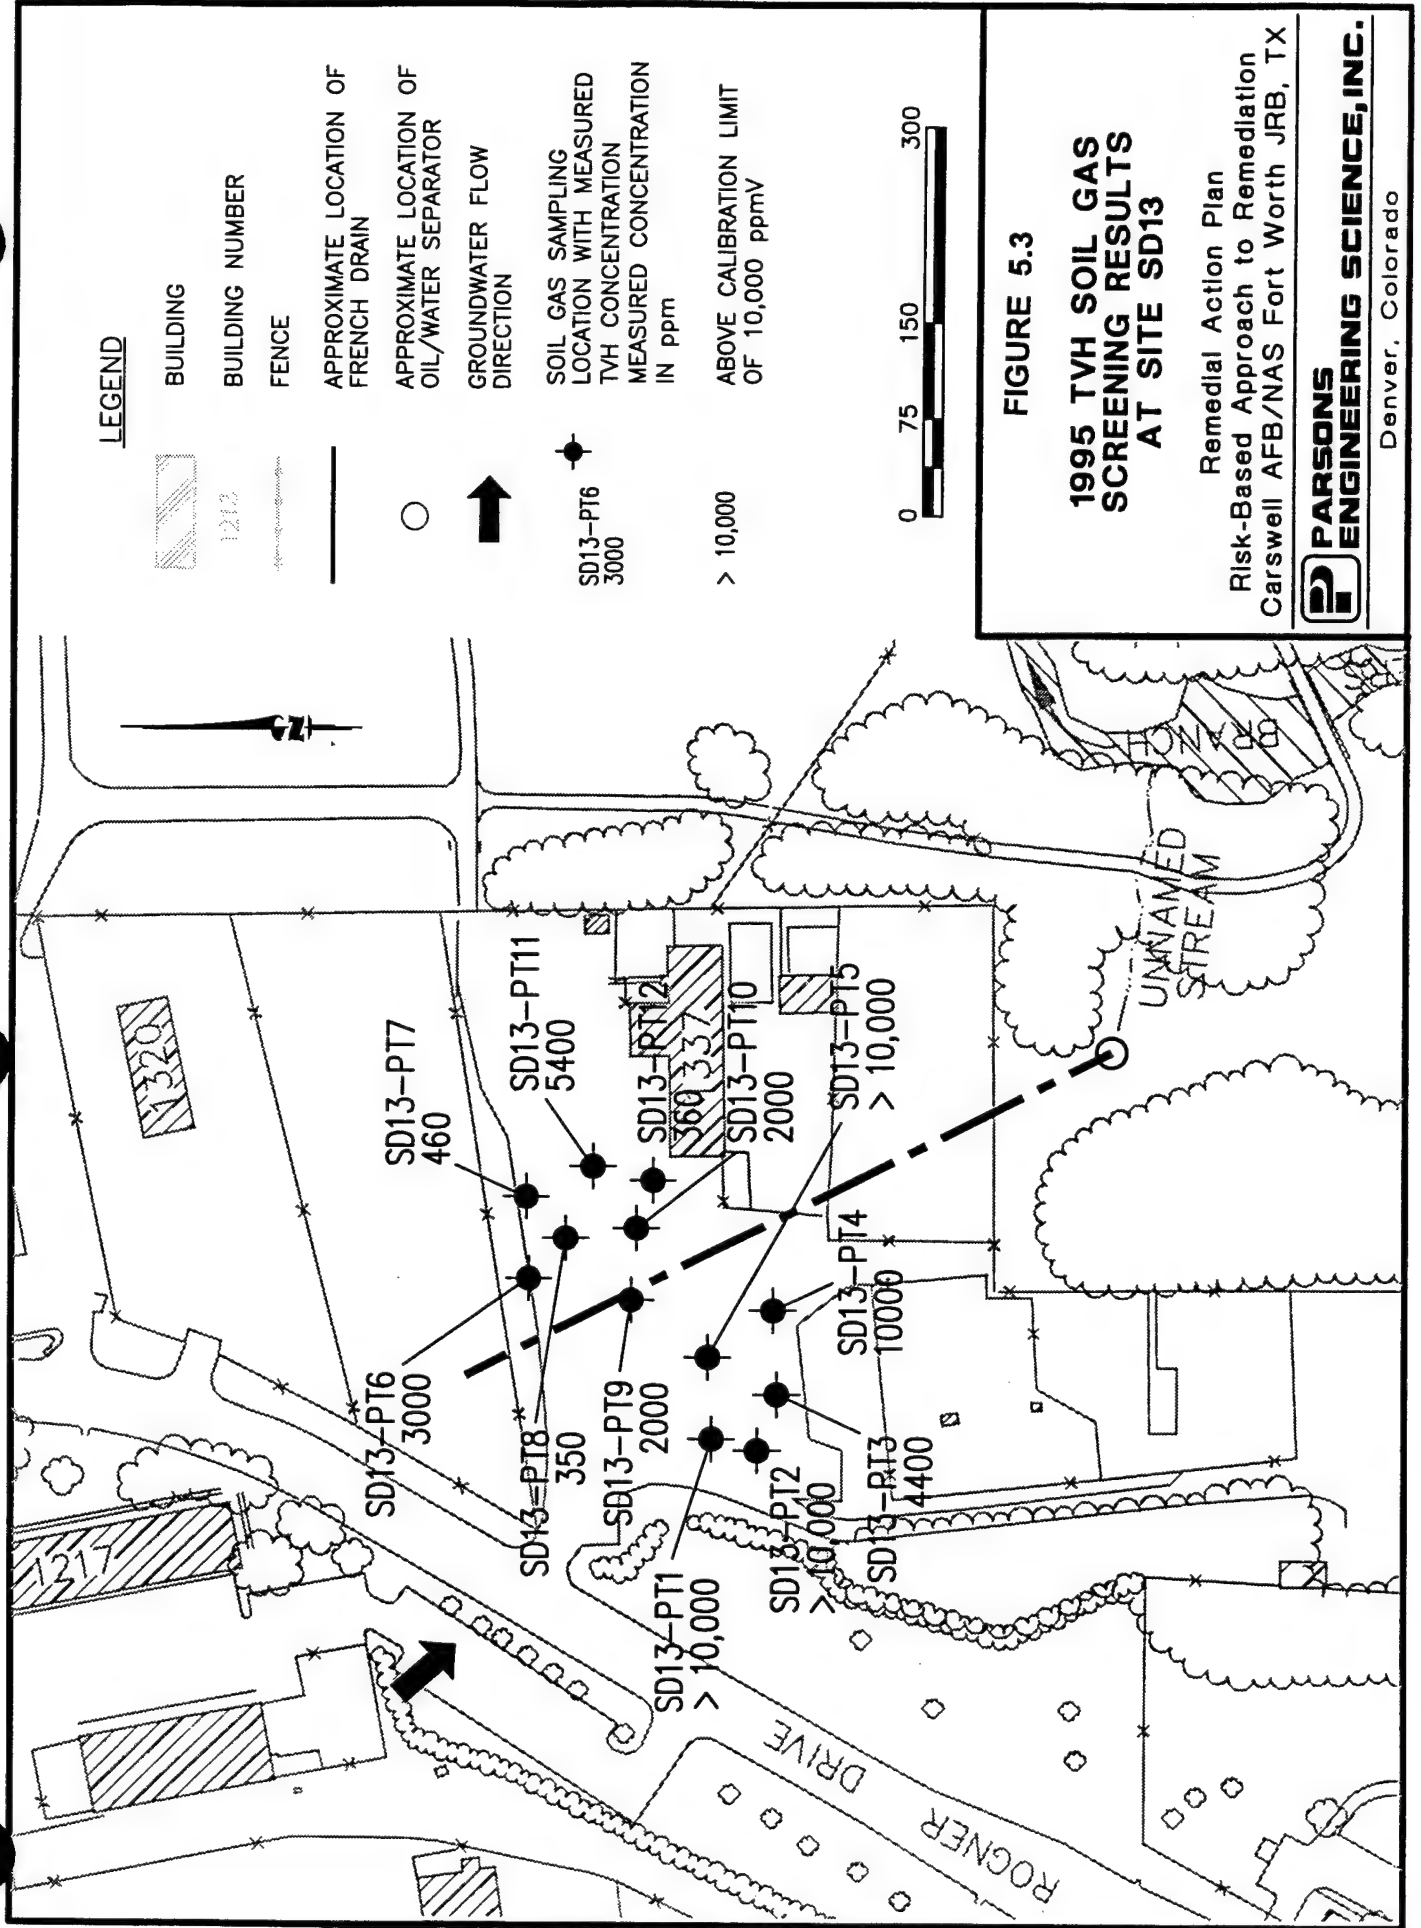 LEGEND
BUILDING
1213
BUILDING NUMBER
FENCE
APPROXIMATE LOCATION OF
FRENCH DRAIN
APPROXIMATE LOCATION OF
OIL/WATER SEPARATOR
GROUNDWATER FLOW
DIRECTION
SD13-PT6
3000
SOIL GAS SAMPLING
LOCATION WITH MEASURED
TVH CONCENTRATION
MEASURED CONCENTRATION
IN ppm
> 10,000
ABOVE CALIBRATION LIMIT
OF 10,000 ppmV
0 75 150 300
FIGURE 5.3
1995 TVH SOIL GAS
SCREENING RESULTS
AT SITE SD13
Remedial Action Plan
Risk-Based Approach to Remediation
Carswell AFB/NAS Fort Worth JRB, TX
PARSONS
ENGINEERING SCIENCE, INC.
Denver, Colorado
N
1320
1217
1337
SD13-PT7
460
SD13-PT11
5400
SD13-PT12
360
SD13-PT10
2000
SD13-PT5
> 10,000
SD13-PT6
3000
SD13-PT8
350
SD13-PT9
2000
SD13-PT4
10000
SD13-PT1
> 10,000
SD13-PT2
> 10,000
SD13-PT3
4400
ROGNER DRIVE
UNNAMED
STREAM
BRANCH